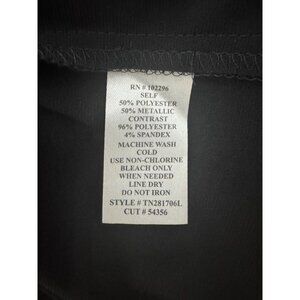 RN # 102296
SELF
50% POLYESTER
50% METALLIC
CONTRAST
96% POLYESTER
4% SPANDEX
MACHINE WASH
COLD
USE NON-CHLORINE
BLEACH ONLY
WHEN NEEDED
LINE DRY
DO NOT IRON
STYLE # TN281706L
CUT # 54356